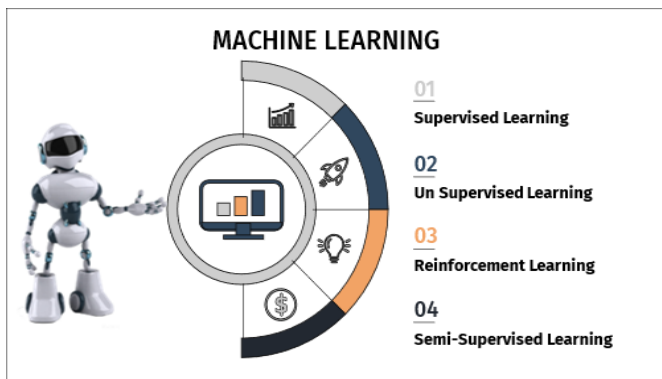 MACHINE LEARNING
01
Supervised Learning
02
Un Supervised Learning
03
Reinforcement Learning
04
Semi-Supervised Learning
$